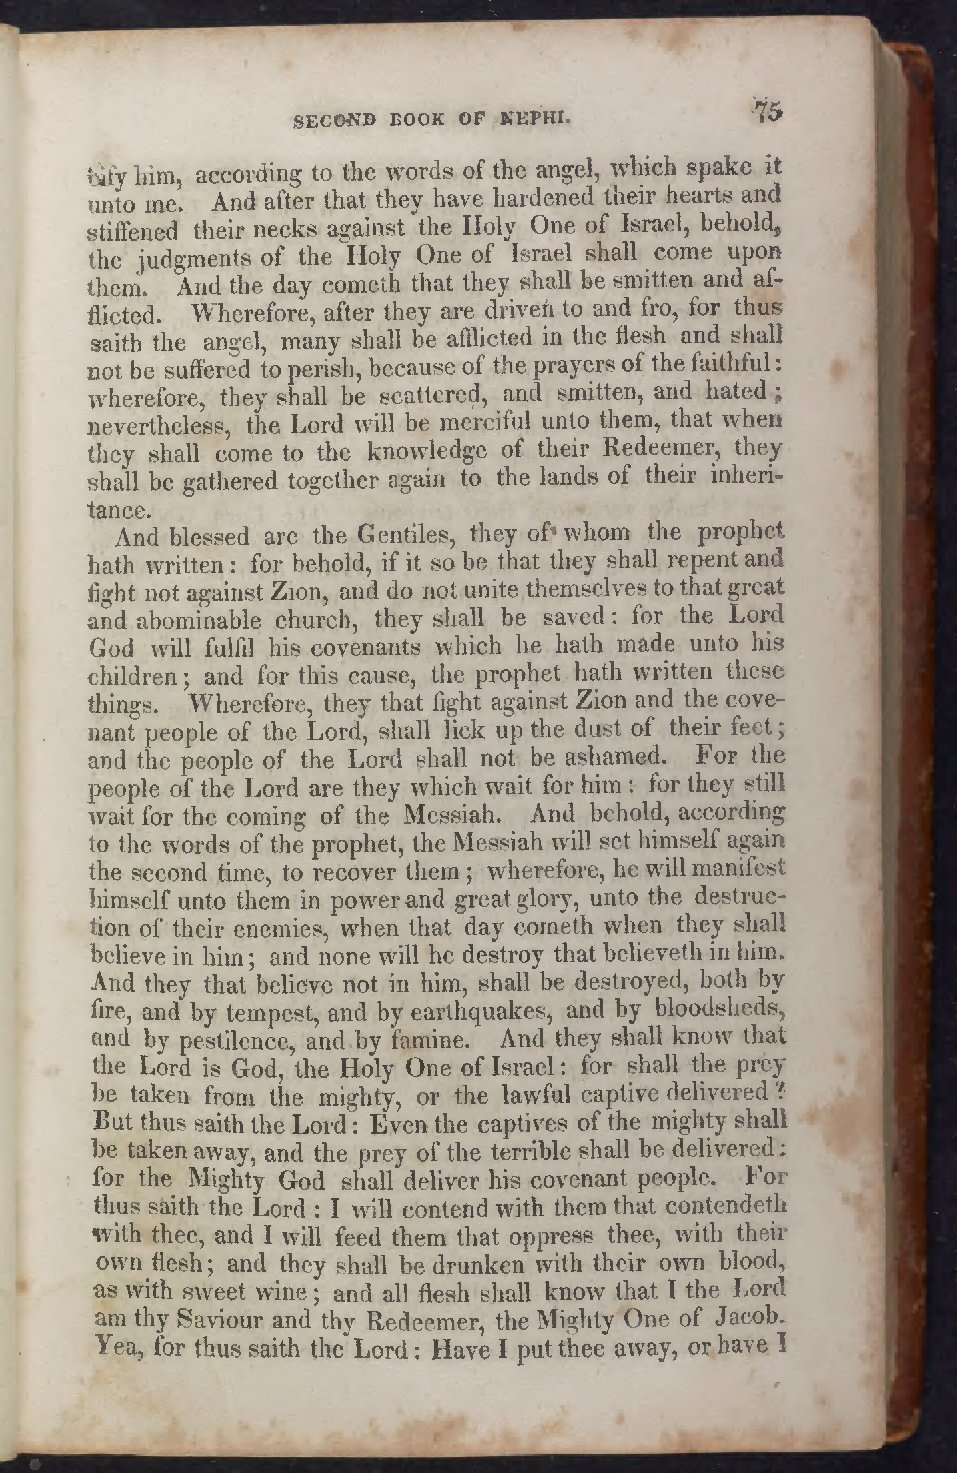 SECOND BOOK OF NEPHI. 75
tify him, according to the words of the angel, which spake it
unto me. And after that they have hardened their hearts and
stiffened their necks against the Holy One of Israel, behold,
the judgments of the Holy One of Israel shall come upon
them. And the day cometh that they shall be smitten and af-
flicted. Wherefore, after they are driven to and fro, for thus
saith the angel, many shall be afflicted in the flesh and shall
not be suffered to perish, because of the prayers of the faithful:
wherefore, they shall be scattered, and smitten, and hated;
nevertheless, the Lord will be merciful unto them, that when
they shall come to the knowledge of their Redeemer, they
shall be gathered together again to the lands of their inheri-
tance.
And blessed are the Gentiles, they of whom the prophet
hath written: for behold, if it so be that they shall repent and
fight not against Zion, and do not unite themselves to that great
and abominable church, they shall be saved: for the Lord
God will fulfil his covenants which he hath made unto his
children; and for this cause, the prophet hath written these
things. Wherefore, they that fight against Zion and the cove-
nant people of the Lord, shall lick up the dust of their feet;
and the people of the Lord shall not be ashamed. For the
people of the Lord are they which wait for him: for they still
wait for the coming of the Messiah. And behold, according
to the words of the prophet, the Messiah will set himself again
the second time, to recover them; wherefore, he will manifest
himself unto them in power and great glory, unto the destruc-
tion of their enemies, when that day cometh when they shall
believe in him; and none will he destroy that believeth in him.
And they that believe not in him, shall be destroyed, both by
fire, and by tempest, and by earthquakes, and by bloodsheds,
and by pestilence, and by famine. And they shall know that
the Lord is God, the Holy One of Israel: for shall the prey
be taken from the mighty, or the lawful captive delivered?
But thus saith the Lord: Even the captives of the mighty shall
be taken away, and the prey of the terrible shall be delivered:
for the Mighty God shall deliver his covenant people. For
thus saith the Lord: I will contend with them that contendeth
with thee, and I will feed them that oppress thee, with their
own flesh; and they shall be drunken with their own blood,
as with sweet wine; and all flesh shall know that I the Lord
am thy Saviour and thy Redeemer, the Mighty One of Jacob.
Yea, for thus saith the Lord: Have I put thee away, or have I